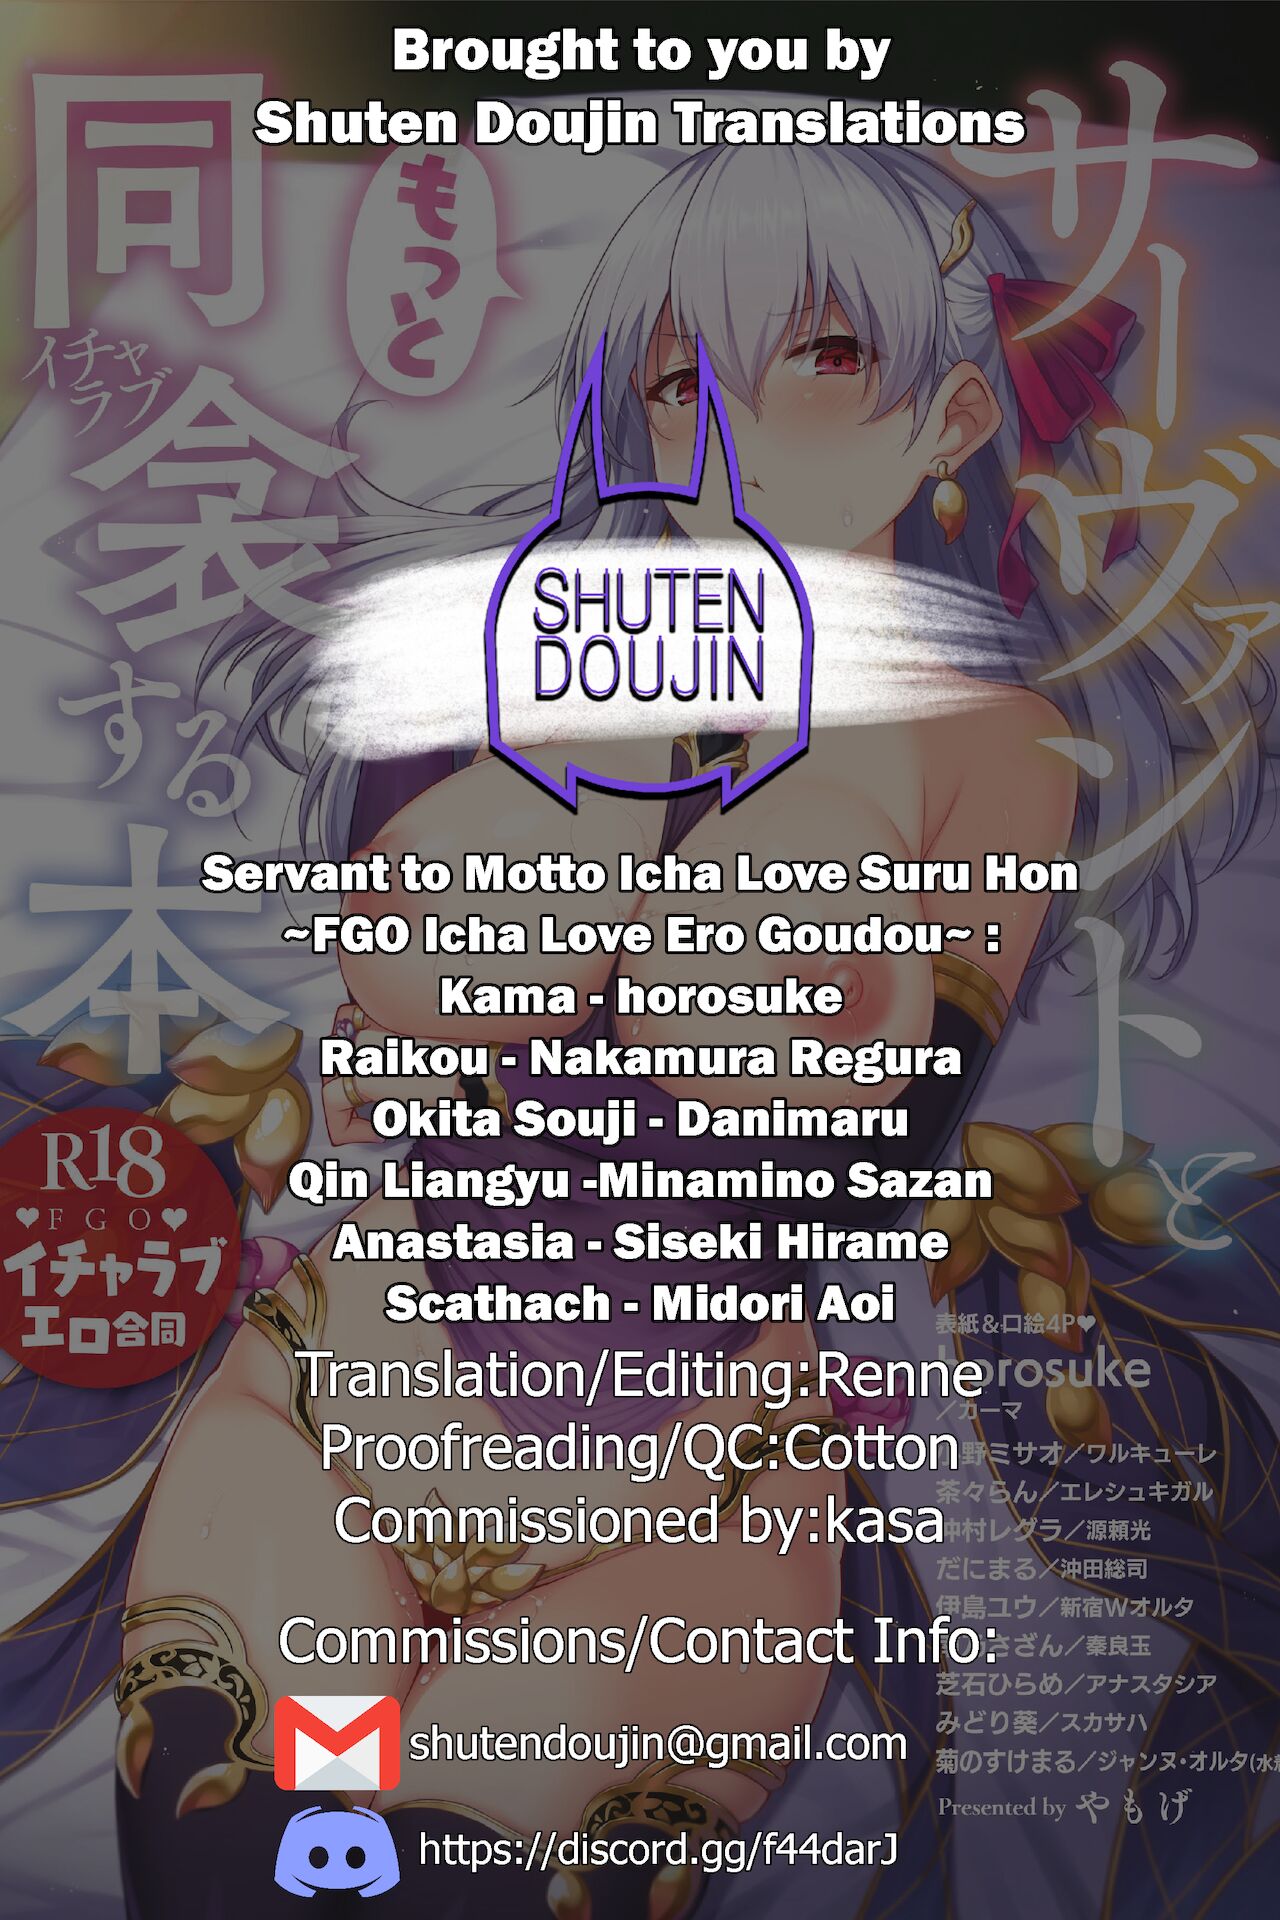 Brought to you by
Shuten Doujin Translations
サーヴァントと
もっと
同衾する本
イチャ
ラブ
SHUTEN
DOUJIN
Servant to Motto Icha Love Suru Hon
~FGO Icha Love Ero Goudou~ :
Kama - horosuke
Raikou - Nakamura Regura
Okita Souji - Danimaru
Qin Liangyu -Minamino Sazan
Anastasia - Siseki Hirame
Scathach - Midori Aoi
Translation/Editing:Renne
Proofreading/QC:Cotton
Commissioned by:kasa
Commissions/Contact Info:
shutendoujin@gmail.com
https://discord.gg/f44darJ
R18
♥FGO♥
イチャラブ
エロ合同
表紙&口絵4P♥
horosuke
／カーマ
小野ミサオ／ワルキューレ
茶々らん／エレシュキガル
仲村レグラ／源頼光
だにまる／沖田総司
伊島ユウ／新宿Wオルタ
さざん／秦良玉
芝石ひらめ／アナスタシア
みどり葵／スカサハ
菊のすけまる／ジャンヌ・オルタ(水
Presented by やもげ